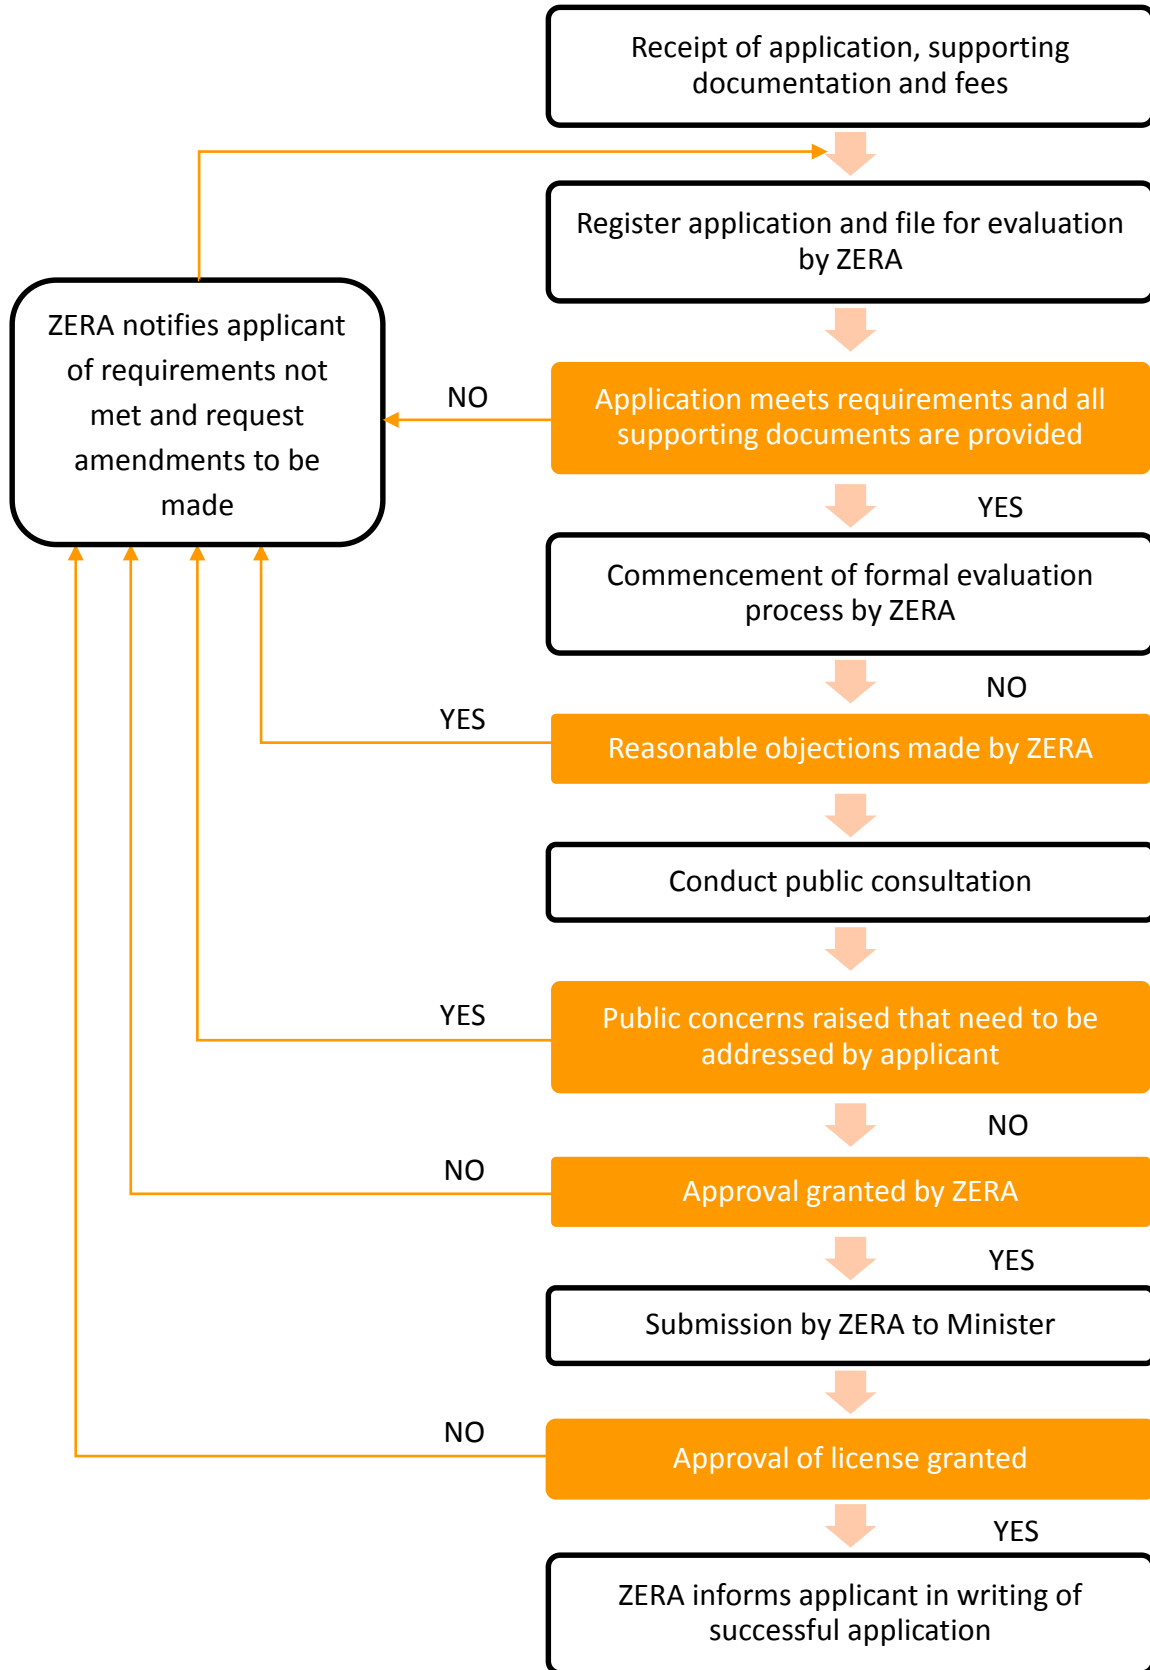 Receipt of application, supporting
documentation and fees
Register application and file for evaluation
by ZERA
ZERA notifies applicant
of requirements not
met and request
amendments to be
made
NO
Application meets requirements and all
supporting documents are provided
YES
Commencement of formal evaluation
process by ZERA
NO
YES
Reasonable objections made by ZERA
Conduct public consultation
YES
Public concerns raised that need to be
addressed by applicant
NO
NO
Approval granted by ZERA
YES
Submission by ZERA to Minister
NO
Approval of license granted
YES
ZERA informs applicant in writing of
successful application